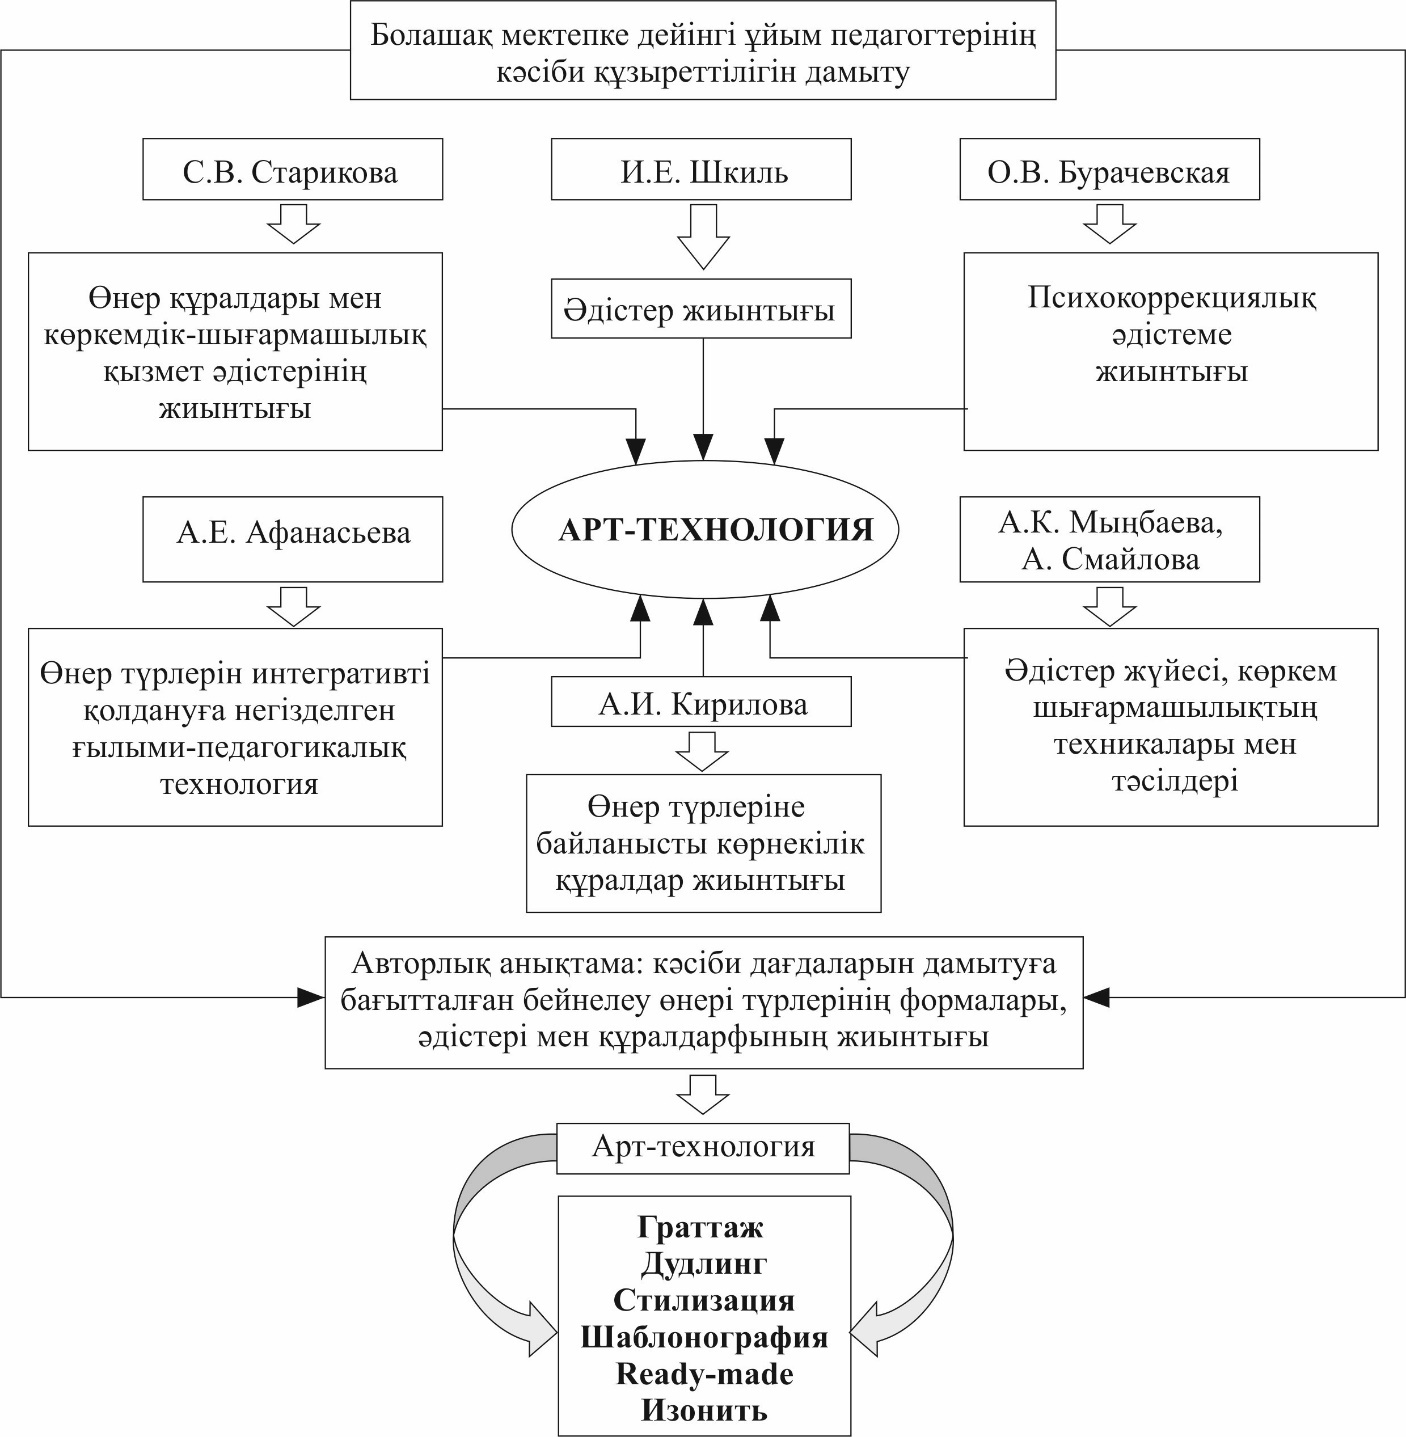 Болашақ мектепке дейінгі ұйым педагогтерінің
кәсіби құзыреттілігін дамыту
С.В. Старикова
И.Е. Шкиль
О.В. Бурачевская
Өнер құралдары мен
көркемдік-шығармашылық
қызмет әдістерінің
жиынтығы
Әдістер жиынтығы
Психокоррекциялық
әдістеме
жиынтығы
А.Е. Афанасьева
АРТ-ТЕХНОЛОГИЯ
А.К. Мыңбаева,
А. Смайлова
Өнер түрлерін интегративті
қолдануға негізделген
ғылыми-педагогикалық
технология
А.И. Кирилова
Өнер түрлеріне
байланысты көрнекілік
құралдар жиынтығы
Әдістер жүйесі, көркем
шығармашылықтың
техникалары мен
тәсілдері
Авторлық анықтама: кәсіби дағдаларын дамытуға
бағытталған бейнелеу өнері түрлерінің формалары,
әдістері мен құралдарфының жиынтығы
Арт-технология
Граттаж
Дудлинг
Стилизация
Шаблонография
Ready-made
Изонить